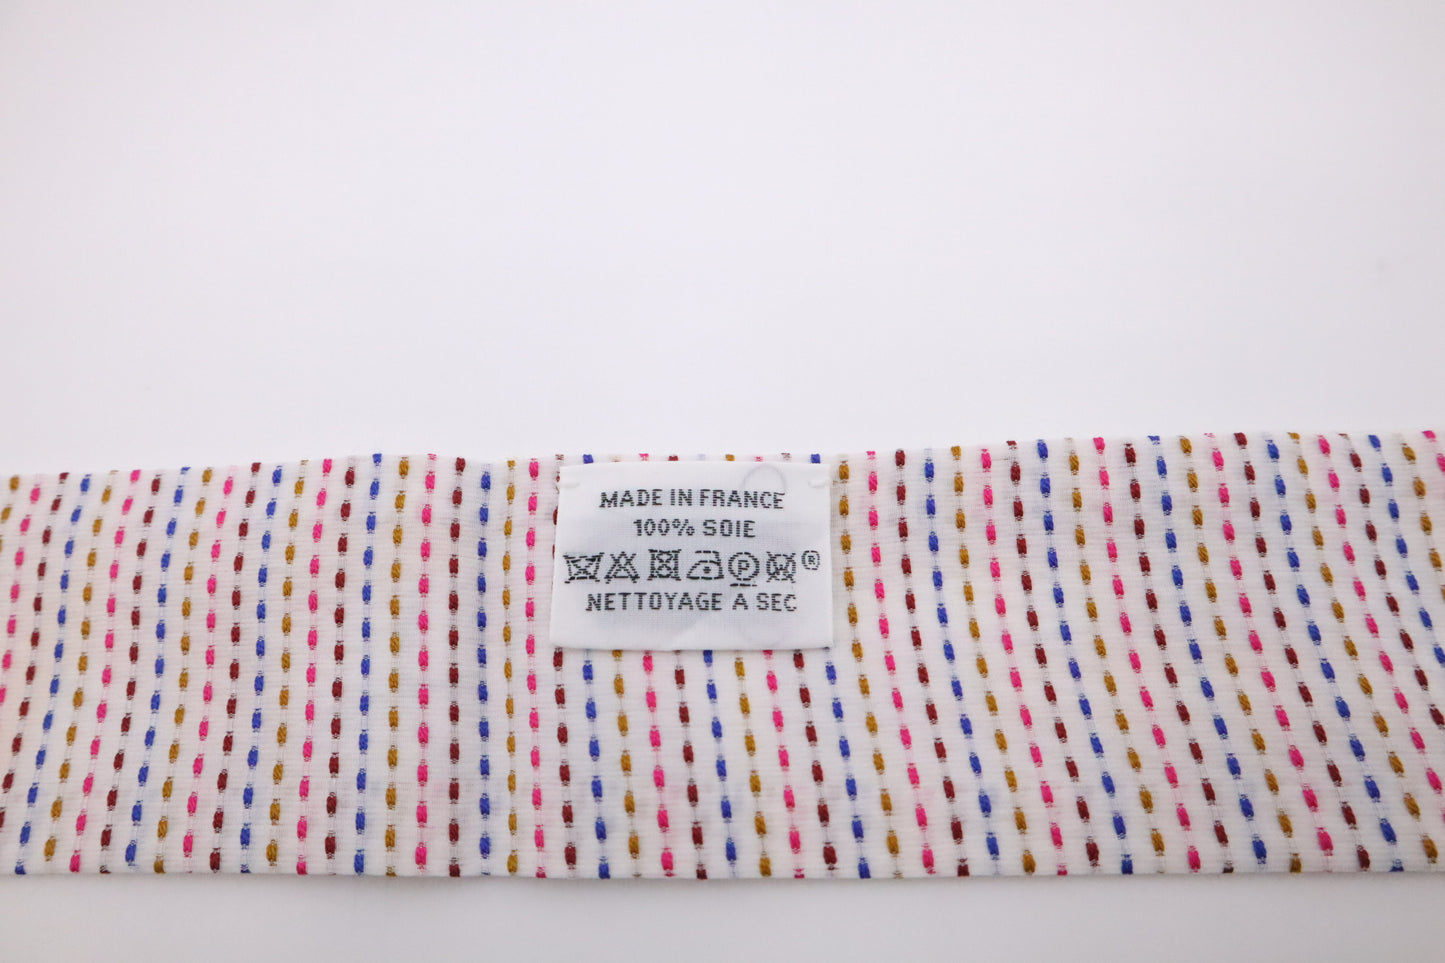 MADE IN FRANCE
100% SOIE
P W ®
NETTOYAGE A SEC